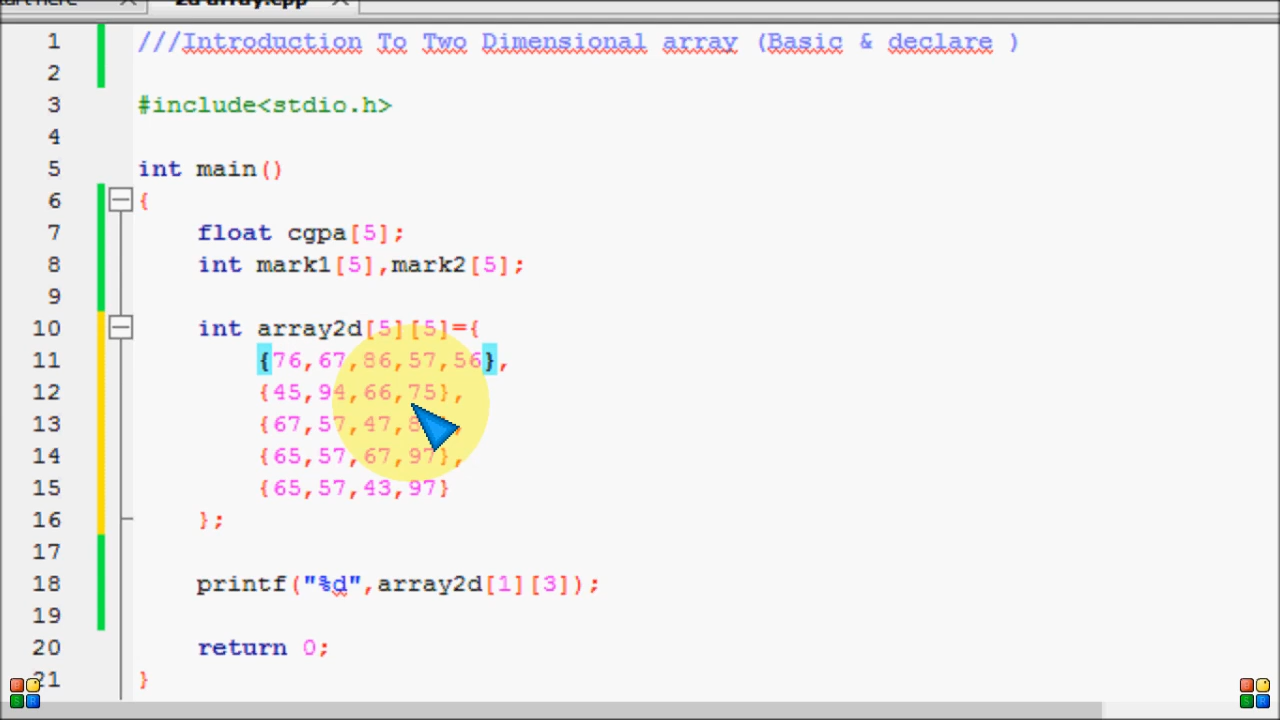 2d array.cpp
1 ///Introduction To Two Dimensional array (Basic & declare )
2
3 #include<stdio.h>
4
5 int main()
6 {
7 float cgpa[5];
8 int mark1[5],mark2[5];
9
10 int array2d[5][5]={
11 {76,67,86,57,56},
12 {45,94,66,75},
13 {67,57,47,
14 {65,57,67,97},
15 {65,57,43,97}
16 };
17
18 printf("%d",array2d[1][3]);
19
20 return 0;
21 }